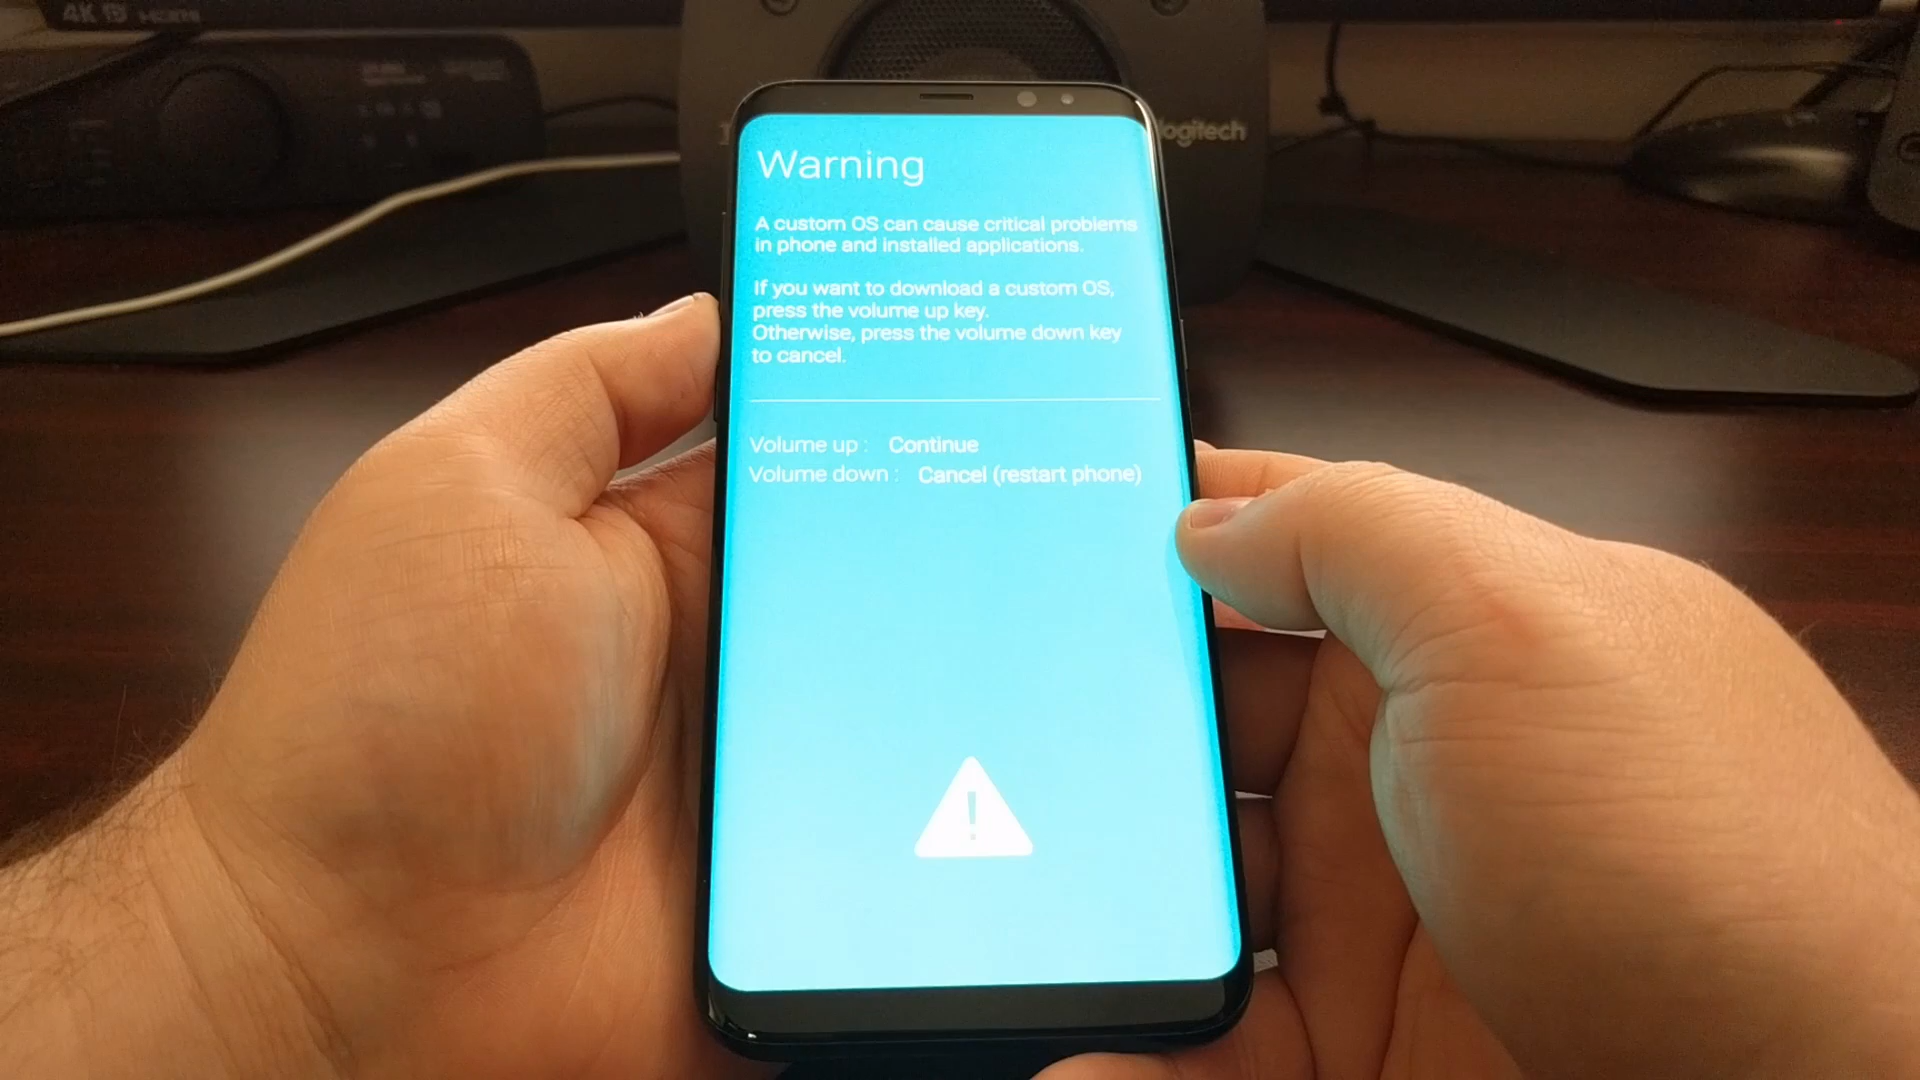 4K
HDMI
logitech
Warning
A custom OS can cause critical problems
in phone and installed applications.
If you want to download a custom OS,
press the volume up key.
Otherwise, press the volume down key
to cancel.
Volume up : Continue
Volume down : Cancel (restart phone)